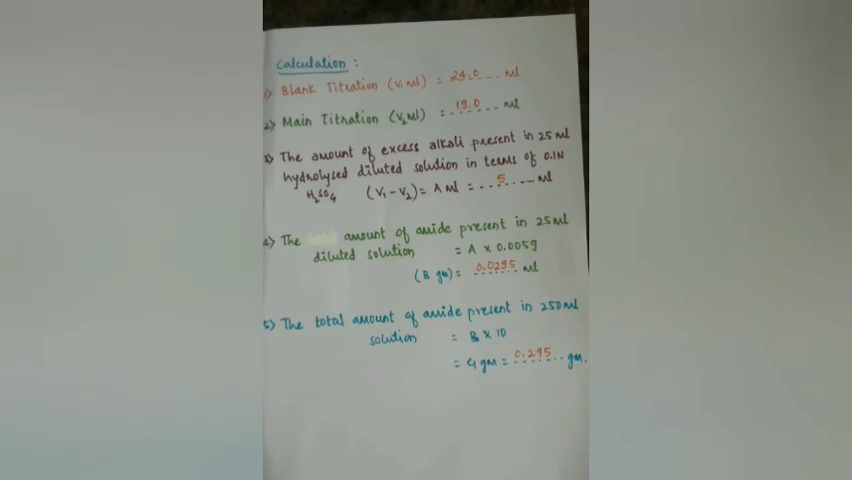 Calculation :
1) Blank Titration (V₁ ml) = 24.0 ... ml
2) Main Titration (V₂ ml) = 19.0 ... ml
3) The amount of excess alkali present in 25 ml
hydrolysed diluted solution in terms of 0.1N
H₂SO₄ (V₁ - V₂) = A ml = ... 5 ... ml
4) The amount of amide present in 25 ml
diluted solution = A × 0.0059
(B gm) = 0.0295 ml
5) The total amount of amide present in 250 ml
solution = B × 10
= gm = 0.295 gm.